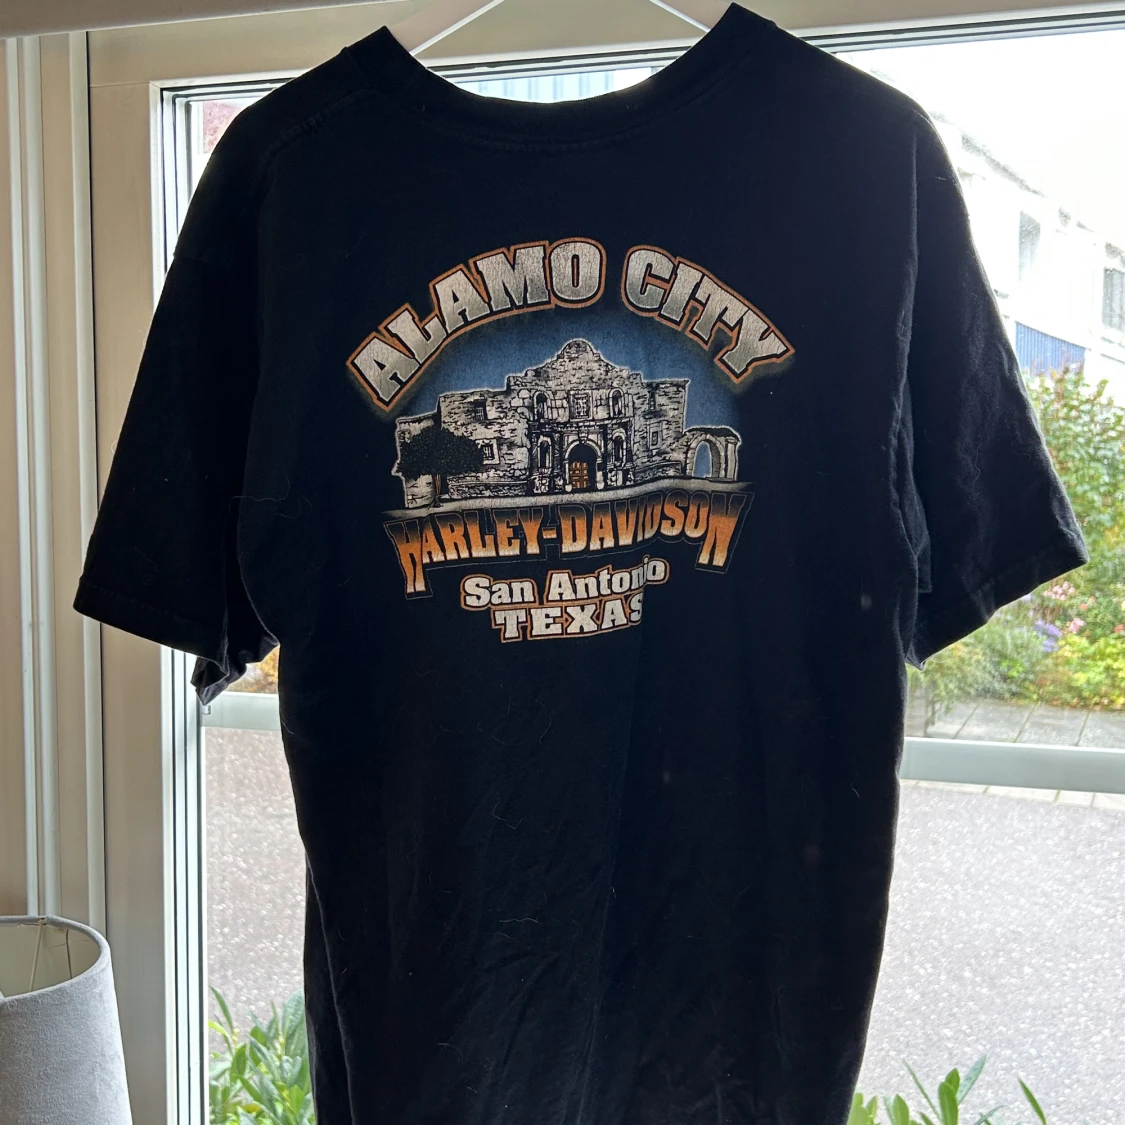 ALAMO CITY
HARLEY-DAVIDSON
San Antonio
TEXAS